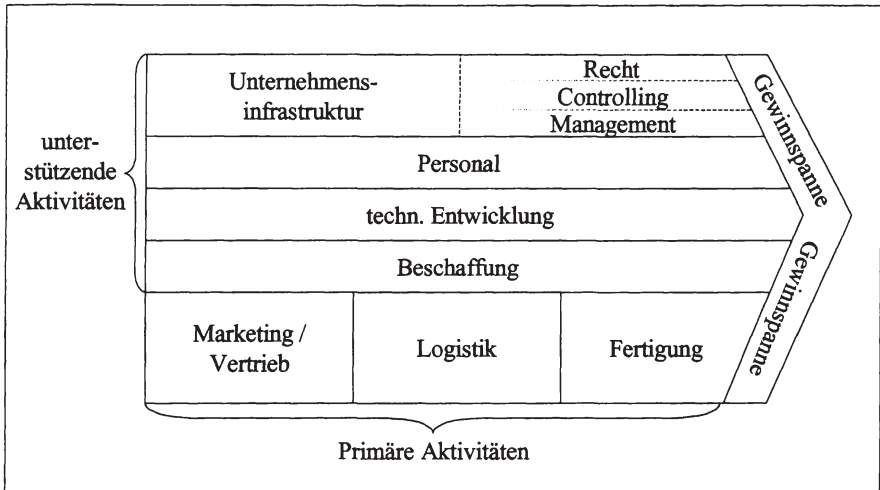 Unternehmens-
infrastruktur
Recht
Controlling
Management
unter-
stützende
Aktivitäten
Personal
techn. Entwicklung
Beschaffung
Marketing /
Vertrieb
Logistik
Fertigung
Gewinnspanne
Gewinnspanne
Primäre Aktivitäten